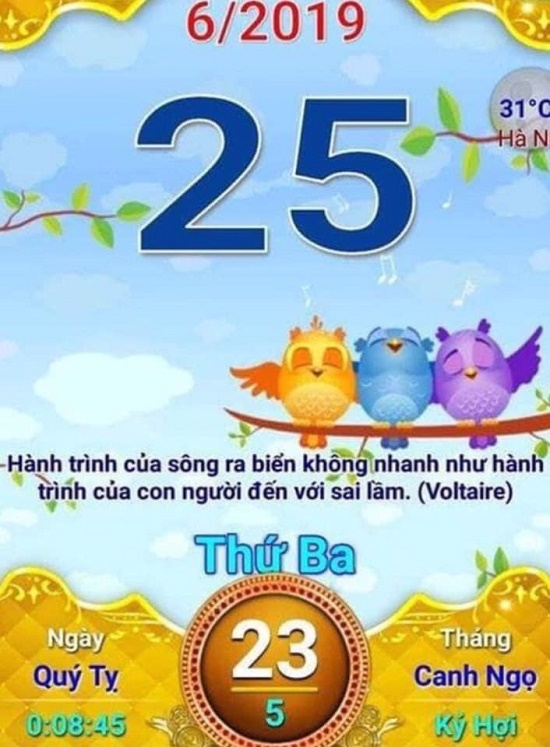 6/2019
25
31°C
Hà N
-Hành trình của sông ra biển không nhanh như hành
trình của con người đến với sai lầm. (Voltaire)
Thứ Ba
Ngày
23
Tháng
Quý Tỵ
Canh Ngọ
5
0:08:45
Kỷ Hợi